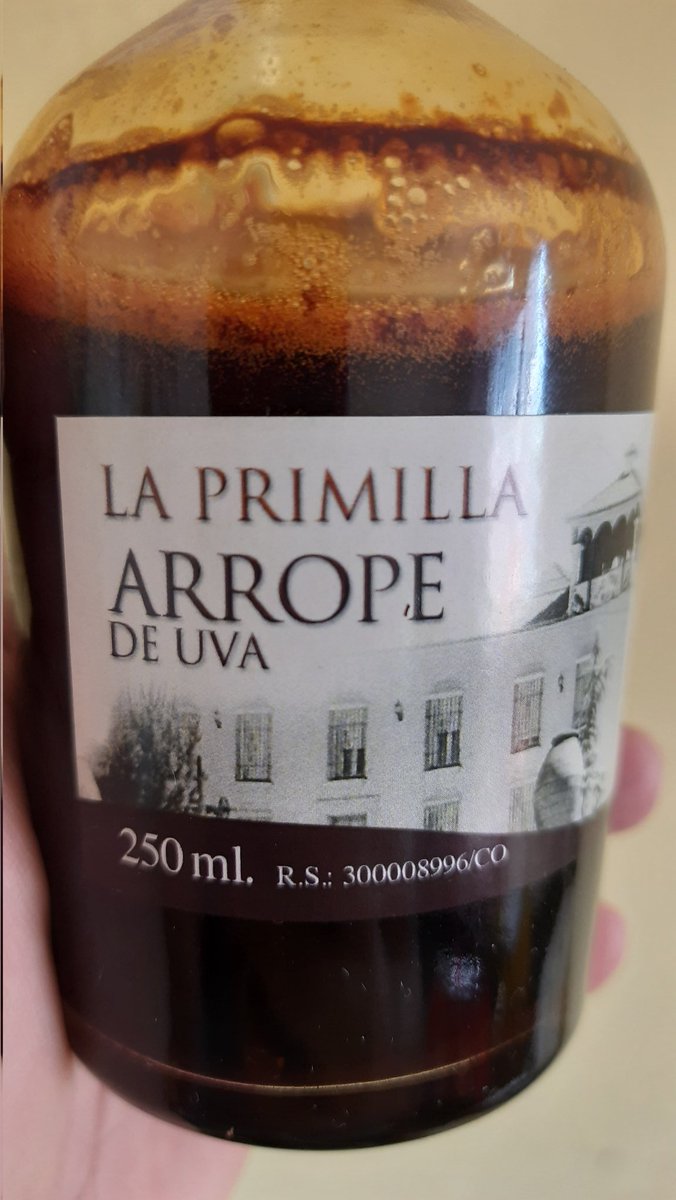 LA PRIMILLA
ARROPE
DE UVA
250 ml. R.S.: 300008996/CO